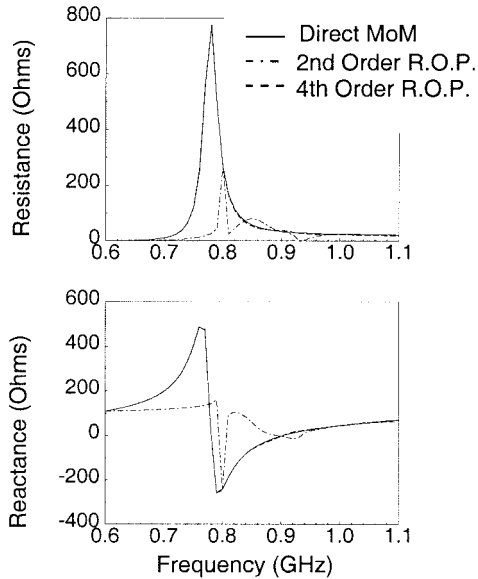 800
600
400
200
0
Resistance (Ohms)
Direct MoM
2nd Order R.O.P.
4th Order R.O.P.
0.6 0.7 0.8 0.9 1.0 1.1
600
400
200
0
-200
-400
Reactance (Ohms)
0.6 0.7 0.8 0.9 1.0 1.1
Frequency (GHz)